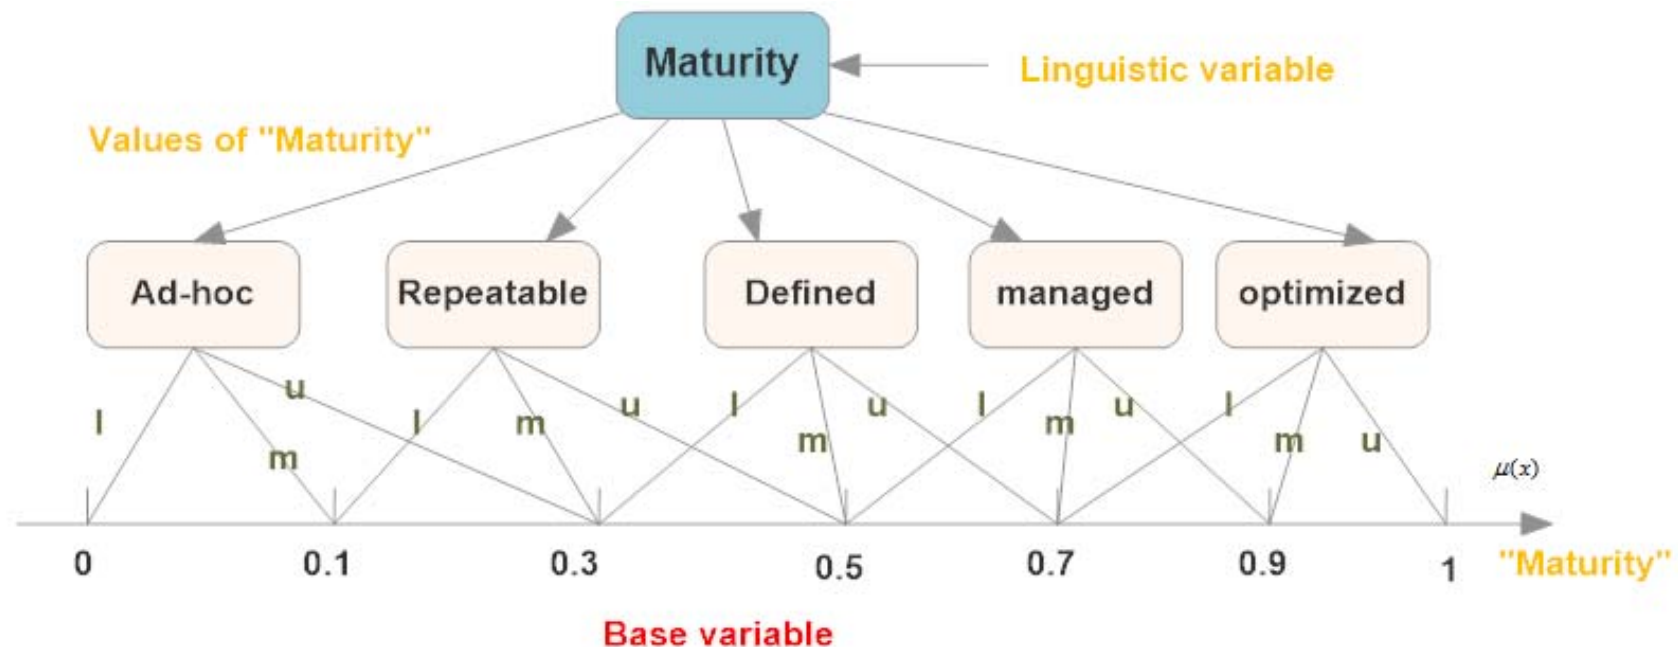 Maturity
Linguistic variable
Values of "Maturity"
Ad-hoc
Repeatable
Defined
managed
optimized
l
m
u
l
m
u
l
m
u
l
m
u
l
m
u
μ(x)
0
0.1
0.3
0.5
0.7
0.9
1
"Maturity"
Base variable